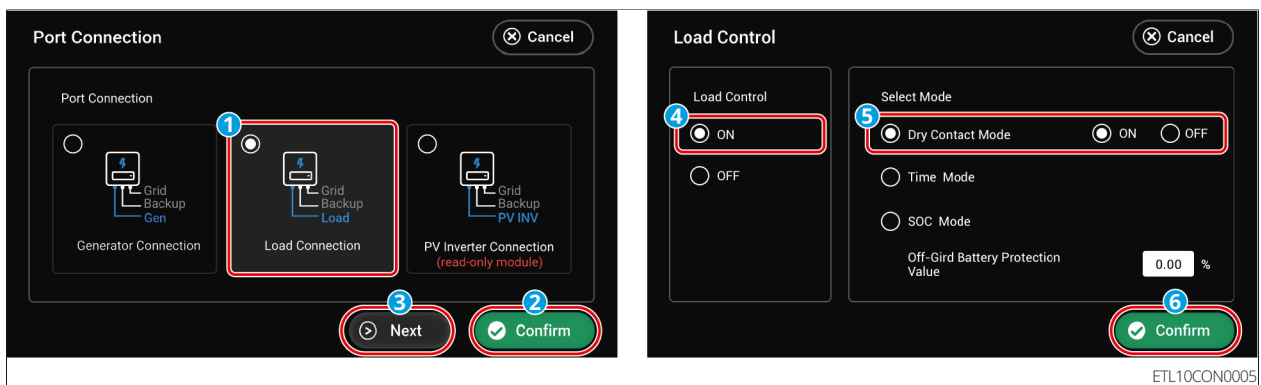 Port Connection
Cancel
Port Connection
1
Grid
Backup
Gen
Generator Connection
Grid
Backup
Load
Load Connection
Grid
Backup
PV INV
PV Inverter Connection
(read-only module)
3
Next
2
Confirm
Load Control
Cancel
Load Control
4
ON
OFF
Select Mode
5
Dry Contact Mode ON OFF
Time Mode
SOC Mode
Off-Gird Battery Protection
Value
0.00 %
6
Confirm
ETL10CON0005